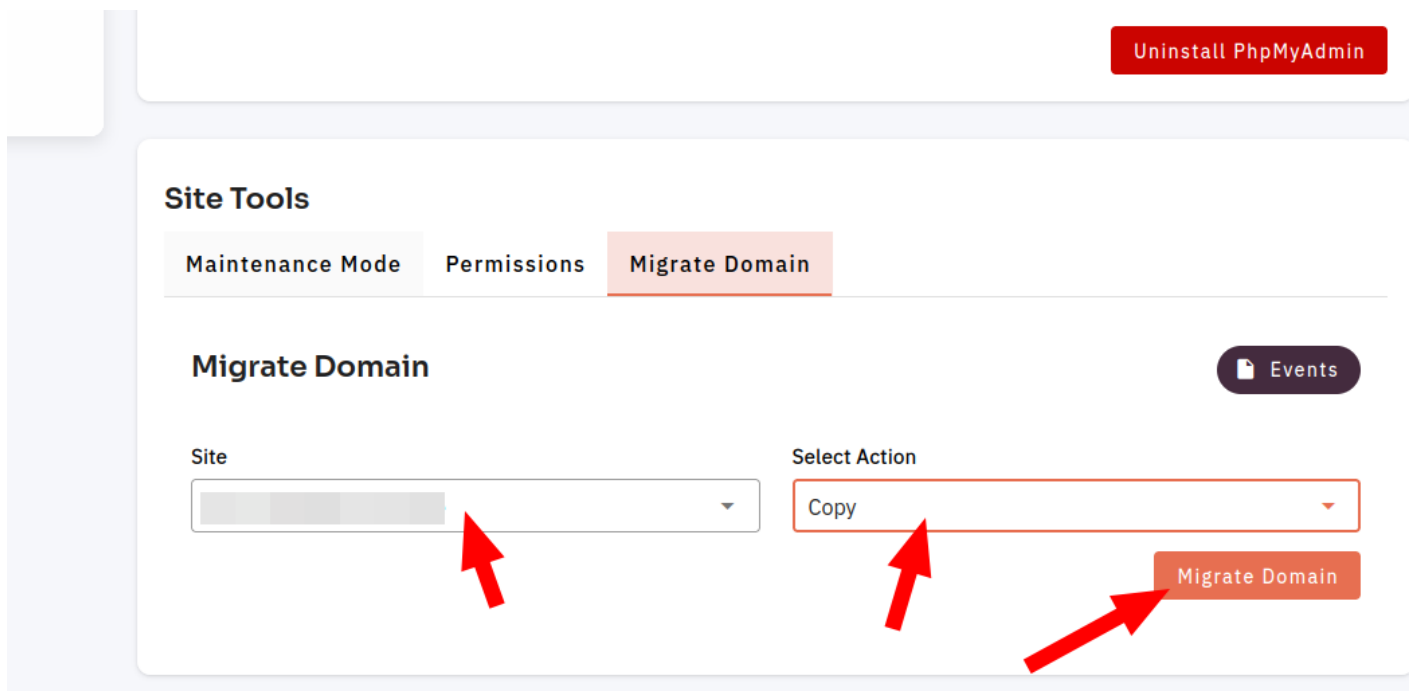 Uninstall PhpMyAdmin
Site Tools
Maintenance Mode Permissions Migrate Domain
Migrate Domain
Events
Site
Select Action
Copy
Migrate Domain